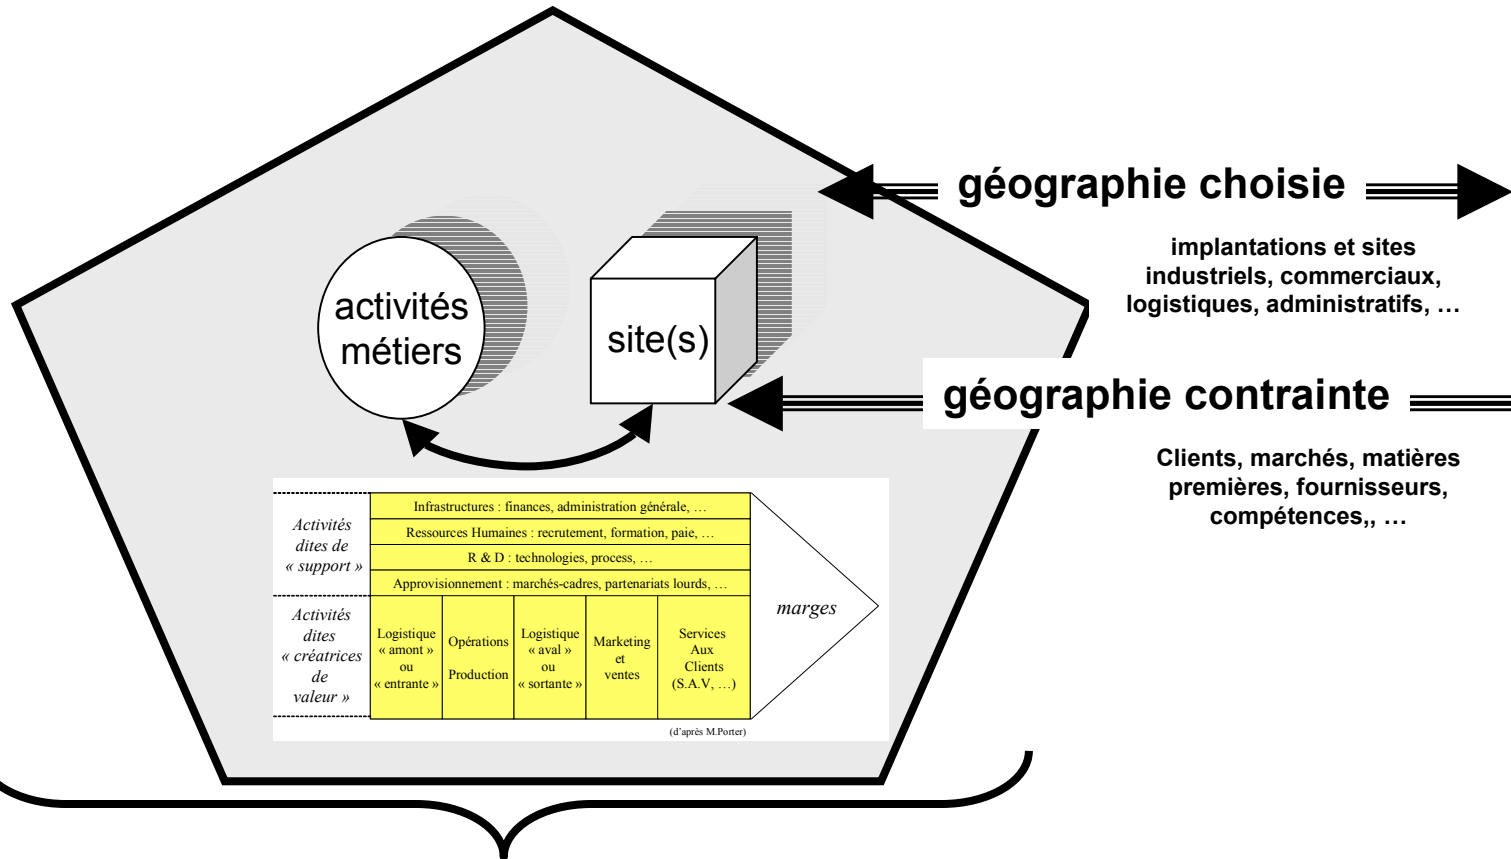 géographie choisie
implantations et sites
industriels, commerciaux,
logistiques, administratifs, …
activités
métiers
site(s)
géographie contrainte
Clients, marchés, matières
premières, fournisseurs,
compétences,, …
Activités
dites de
« support »
Infrastructures : finances, administration générale, …
Ressources Humaines : recrutement, formation, paie, …
R & D : technologies, process, …
Approvisionnement : marchés-cadres, partenariats lourds, …
Activités
dites
« créatrices
de
valeur »
Logistique
« amont »
ou
« entrante »
Opérations
Production
Logistique
« aval »
ou
« sortante »
Marketing
et
ventes
Services
Aux
Clients
(S.A.V, …)
marges
(d'après M.Porter)